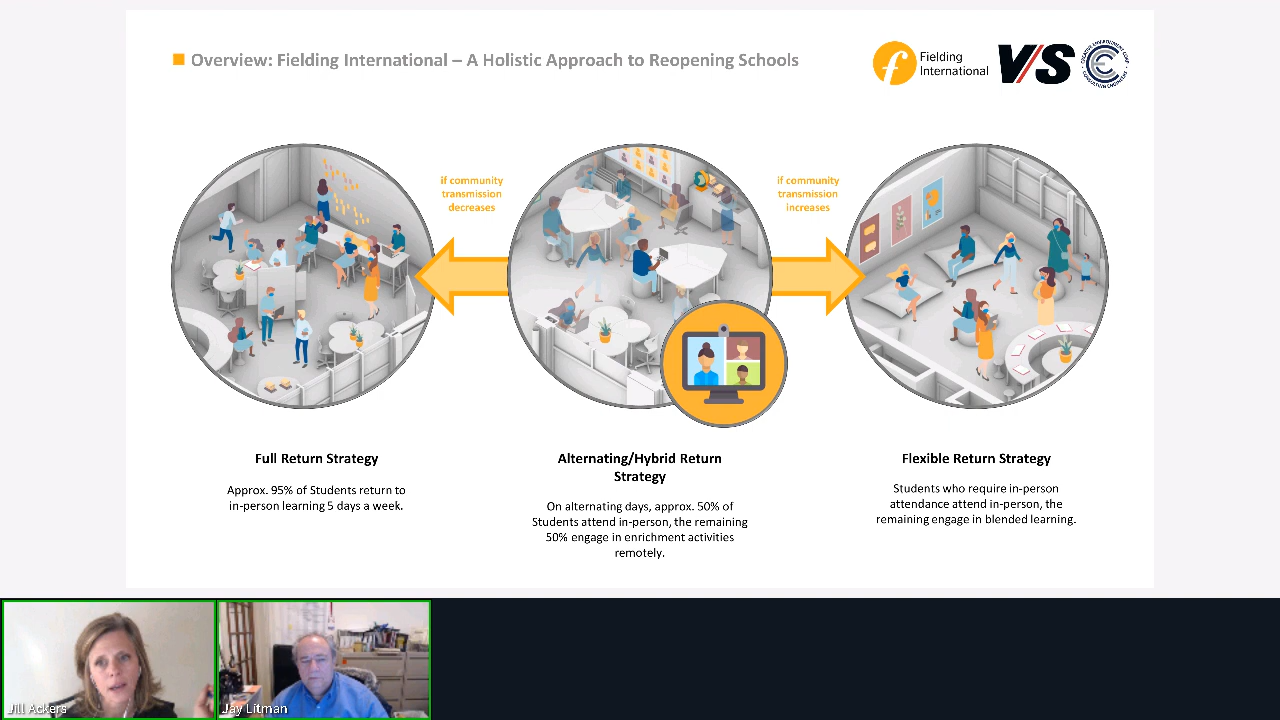 Overview: Fielding International – A Holistic Approach to Reopening Schools
Fielding
International
VS
if community
transmission
decreases
if community
transmission
increases
Full Return Strategy
Approx. 95% of Students return to
in-person learning 5 days a week.
Alternating/Hybrid Return
Strategy
On alternating days, approx. 50% of
Students attend in-person, the remaining
50% engage in enrichment activities
remotely.
Flexible Return Strategy
Students who require in-person
attendance attend in-person, the
remaining engage in blended learning.
Jill Ackers
Jay Litman